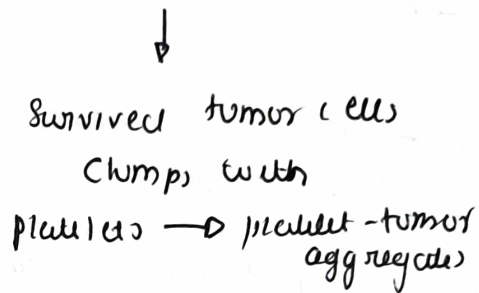 ↓
Survived tumor cells
Clumps with
platelets → platelet-tumor
aggregates